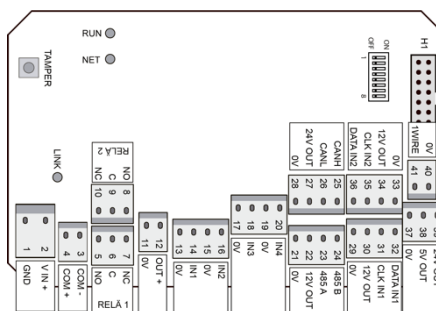 RUN
NET
TAMPER
LINK
ON
OFF
1
8
H1
RELÄ 2
NC
C
NO
10
9
8
0V
24V OUT
CANL
CANH
28
27
26
25
DATA IN2
CLK IN2
12V OUT
0V
36
35
34
33
1WIRE
0V
41
40
1
2
GND
V IN +
4
3
COM +
COM -
5
6
7
NO
C
NC
RELÄ 1
11
12
0V
OUT +
13
14
15
16
0V
IN1
0V
IN2
17
18
19
20
0V
IN3
0V
IN4
21
22
23
24
0V
12V OUT
485 A
485 B
29
30
31
32
0V
12V OUT
CLK IN1
DATA IN1
37
38
0V
5V OUT